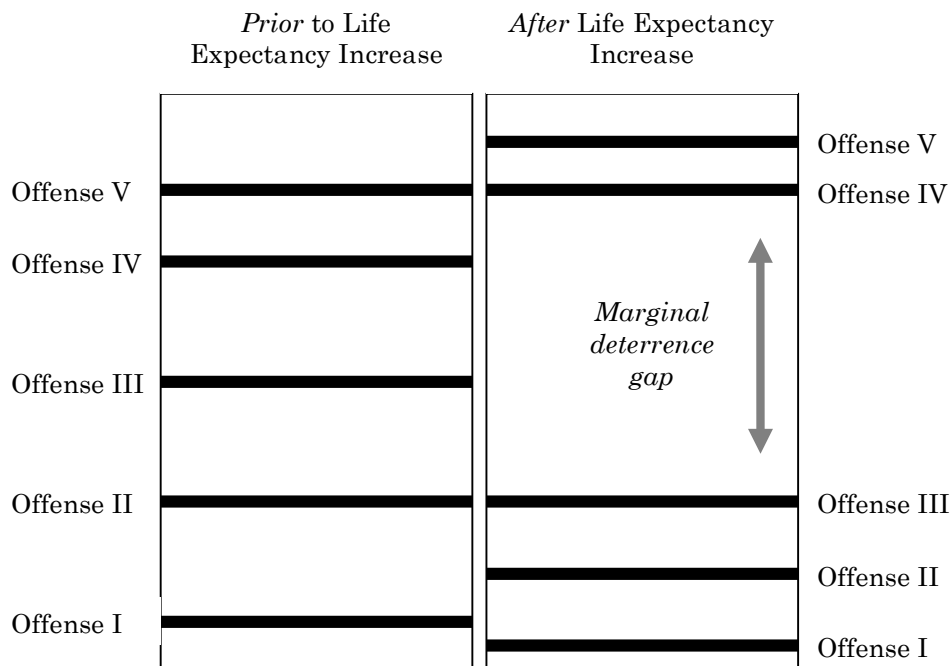 Prior to Life
Expectancy Increase
After Life Expectancy
Increase
Offense V
Offense IV
Offense III
Offense II
Offense I
Marginal
deterrence
gap
Offense V
Offense IV
Offense III
Offense II
Offense I